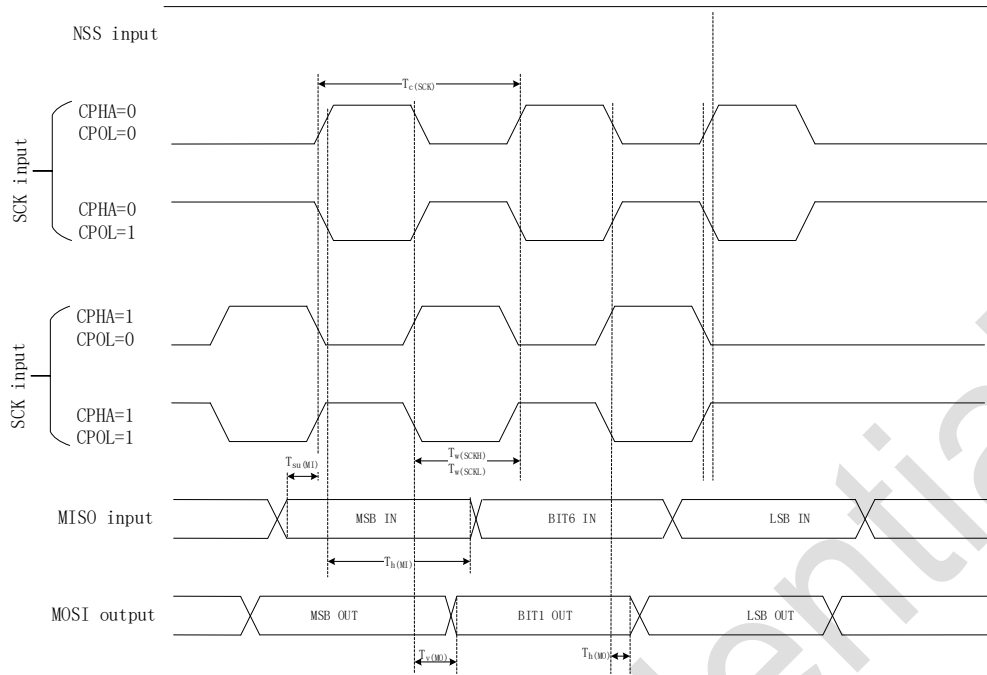 NSS input
Tc(SCK)
CPHA=0
CPOL=0
SCK input
CPHA=0
CPOL=1
CPHA=1
CPOL=0
SCK input
CPHA=1
CPOL=1
Tw(SCKH)
Tw(SCKL)
Tsu(MI)
MISO input
MSB IN
BIT6 IN
LSB IN
Th(MI)
MOSI output
MSB OUT
BIT1 OUT
LSB OUT
Tv(MO)
Th(MO)